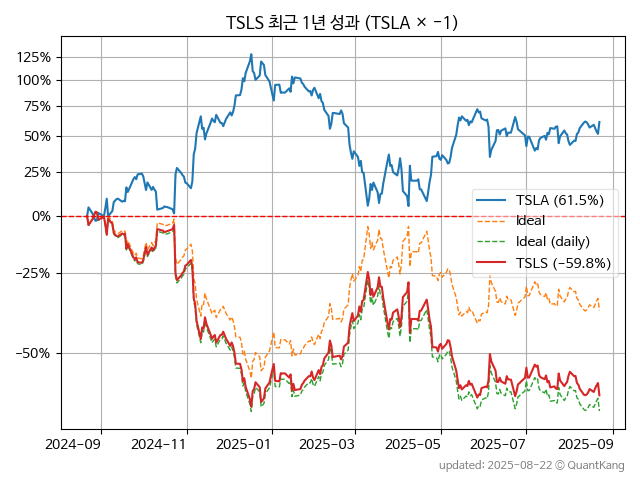 TSLS 최근 1년 성과 (TSLA × −1)
125%
100%
75%
50%
25%
0%
−25%
−50%
TSLA (61.5%)
Ideal
Ideal (daily)
TSLS (−59.8%)
2024-09
2024-11
2025-01
2025-03
2025-05
2025-07
2025-09
updated: 2025-08-22 © QuantKang